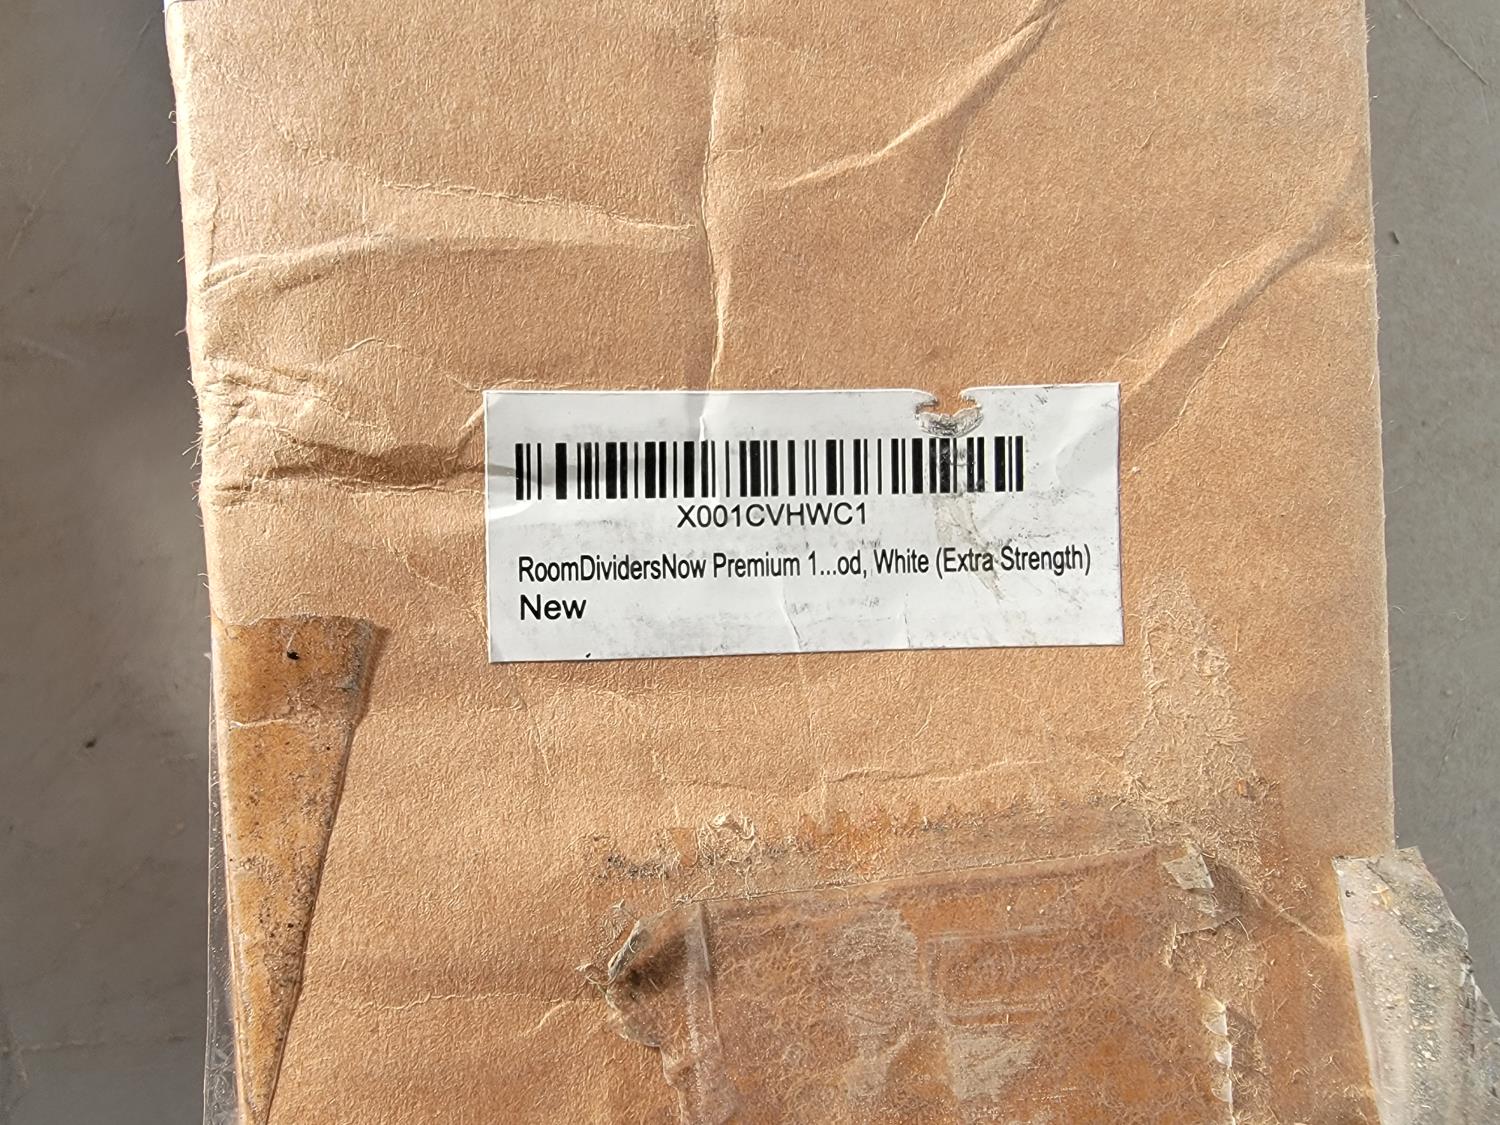 X001CVHWC1
RoomDividersNow Premium 1...od, White (Extra Strength)
New